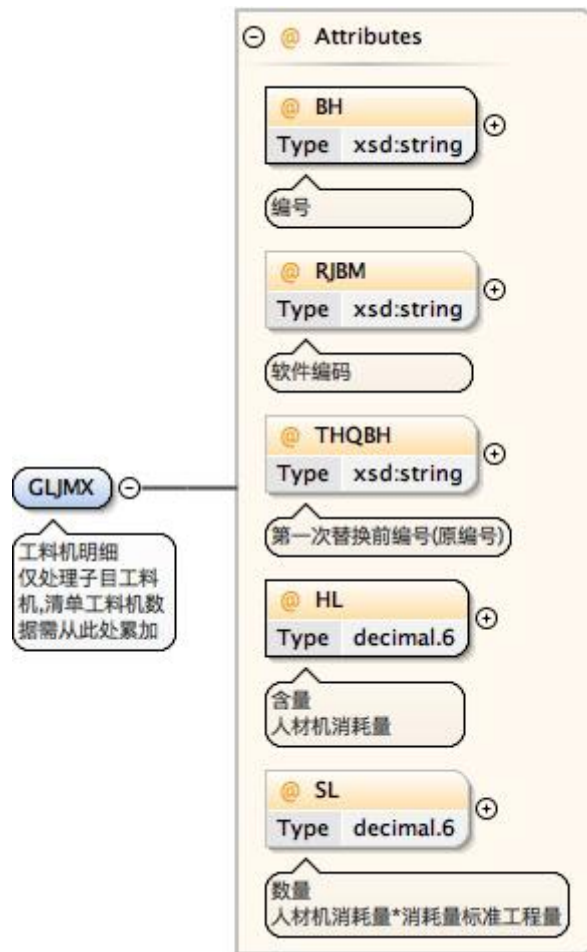 @ Attributes
@ BH
Type xsd:string
编号
@ RJBM
Type xsd:string
软件编码
@ THQBH
Type xsd:string
第一次替换前编号(原编号)
GLJMX
工料机明细
仅处理子目工料
机,清单工料机数
据需从此处累加
@ HL
Type decimal.6
含量
人材机消耗量
@ SL
Type decimal.6
数量
人材机消耗量*消耗量标准工程量